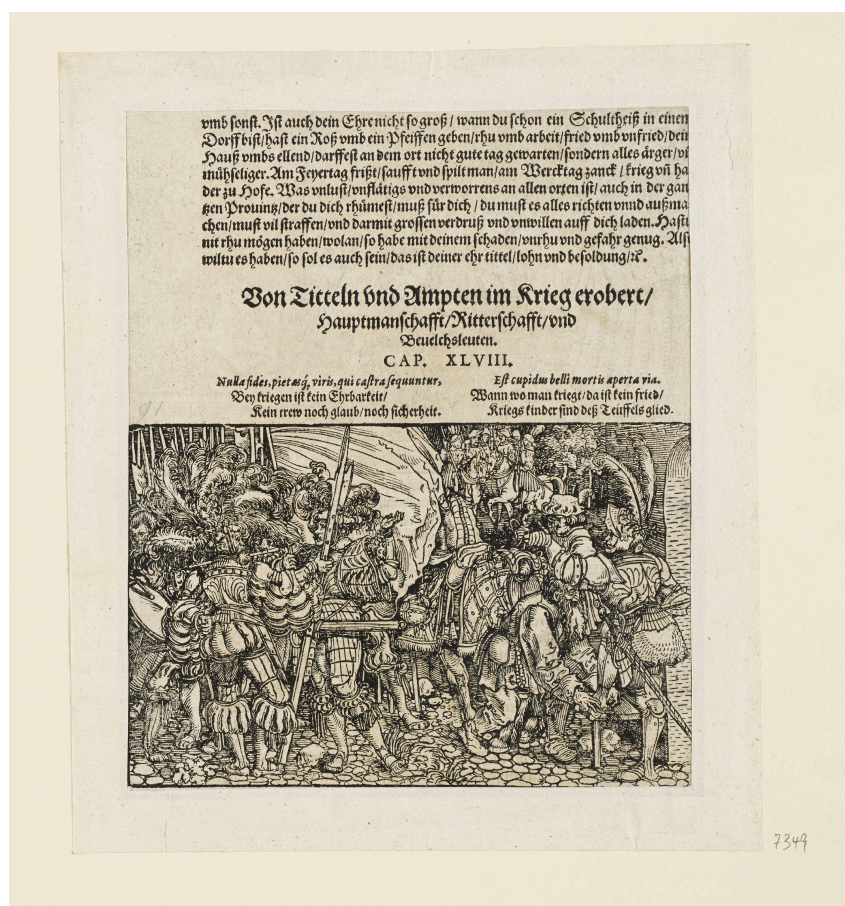 vmb sonst. Ist auch dein Ehre nicht so groß / wann du schon ein Schultheiß in einen
Dorff bist/hast ein Roß vmb ein Pfeiffen geben/rhu vmb arbeit/fried vmb vnfried/dein
Hauß vmbs ellend/darffest an dem ort nicht gute tag gewarten/sondern alles ärger/vi
mühseliger. Am Feyertag frißt/saufft vnd spilt man/am Wercktag zanck / krieg vñ ha
der zu Hofe. Was vnlust/vnflätigs vnd verworrens an allen orten ist/ auch in der gan
tzen Prouintz/der du dich rhümest/muß für dich / du must es alles richten vnnd außma
chen/must vil straffen/vnd darmit grossen verdruß vnd vnwillen auff dich laden. Hastu
nit rhu mögen haben/wolan/so habe mit deinem schaden/vnrhu vnd gefahr genug. Als
wiltu es haben/so sol es auch sein/das ist deiner ehr tittel/lohn vnd besoldung/ꝛc.
Von Titteln vnd Ampten im Krieg erobert/
Hauptmanschafft/Ritterschafft/vnd
Beuelchsleuten.
CAP. XLVIII.
Nulla fides, pietasq́, viris, qui castra sequuntur,
Bey kriegen ist kein Ehrbarkeit/
Kein trew noch glaub/noch sicherheit.
Est cupidus belli mortis aperta via.
Wann wo man kriegt/da ist kein fried/
Kriegs kinder sind deß Teuffels glied.
91
7349